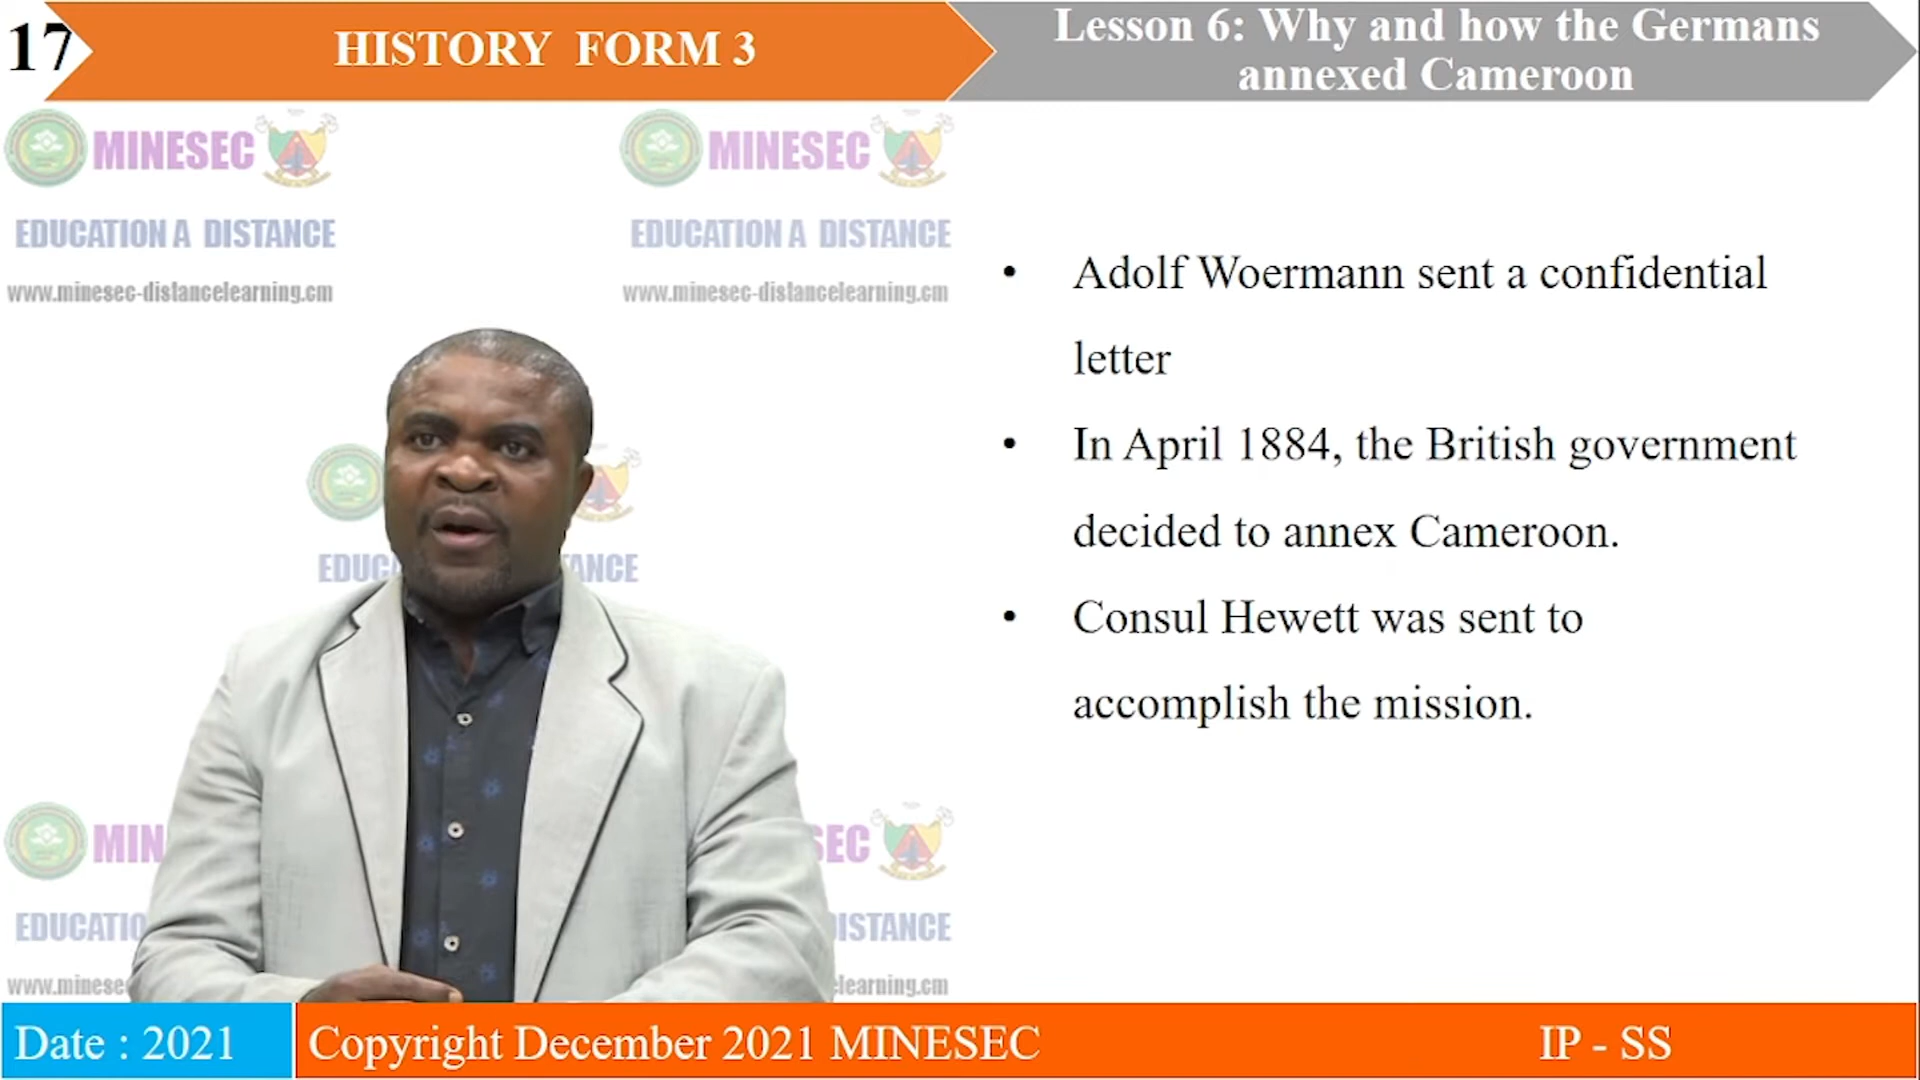 17
HISTORY FORM 3
Lesson 6: Why and how the Germans
annexed Cameroon
MINESEC
MINESEC
EDUCATION A DISTANCE
EDUCATION A DISTANCE
www.minesec-distancelearning.cm
www.minesec-distancelearning.cm
• Adolf Woermann sent a confidential
letter
• In April 1884, the British government
decided to annex Cameroon.
• Consul Hewett was sent to
accomplish the mission.
Date : 2021
Copyright December 2021 MINESEC
IP - SS